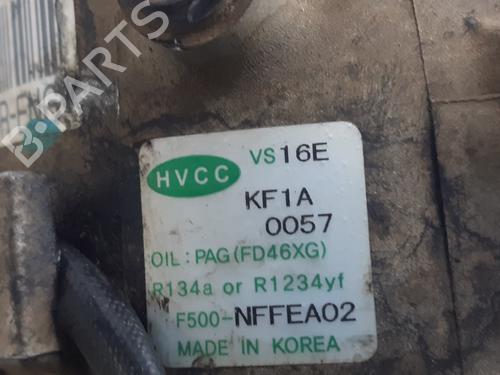 B-PARTS
HVCC VS16E
KF1A
0057
OIL : PAG(FD46XG)
R134a or R1234yf
F500-NFFEA02
MADE IN KOREA